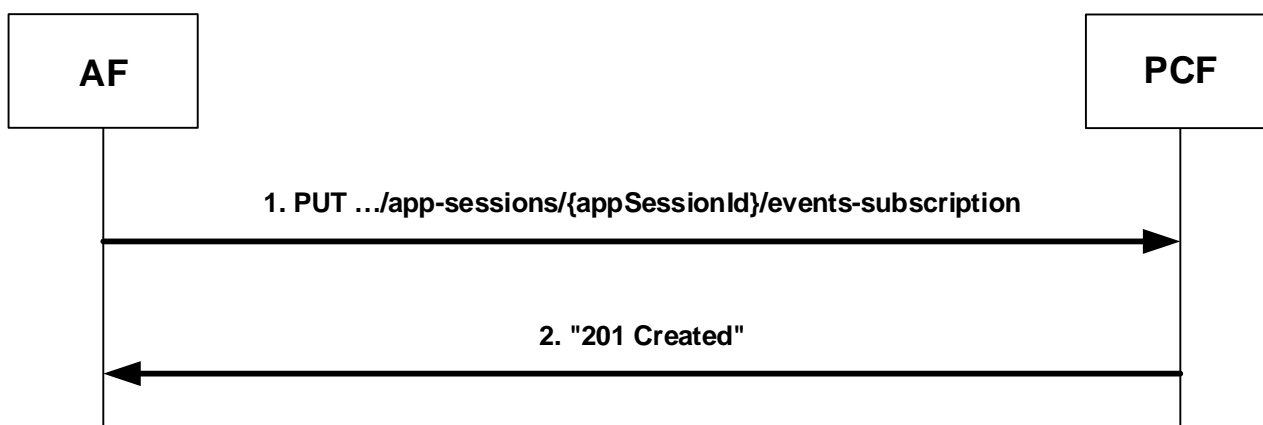 AF
PCF
1. PUT …/app-sessions/{appSessionId}/events-subscription
2. "201 Created"